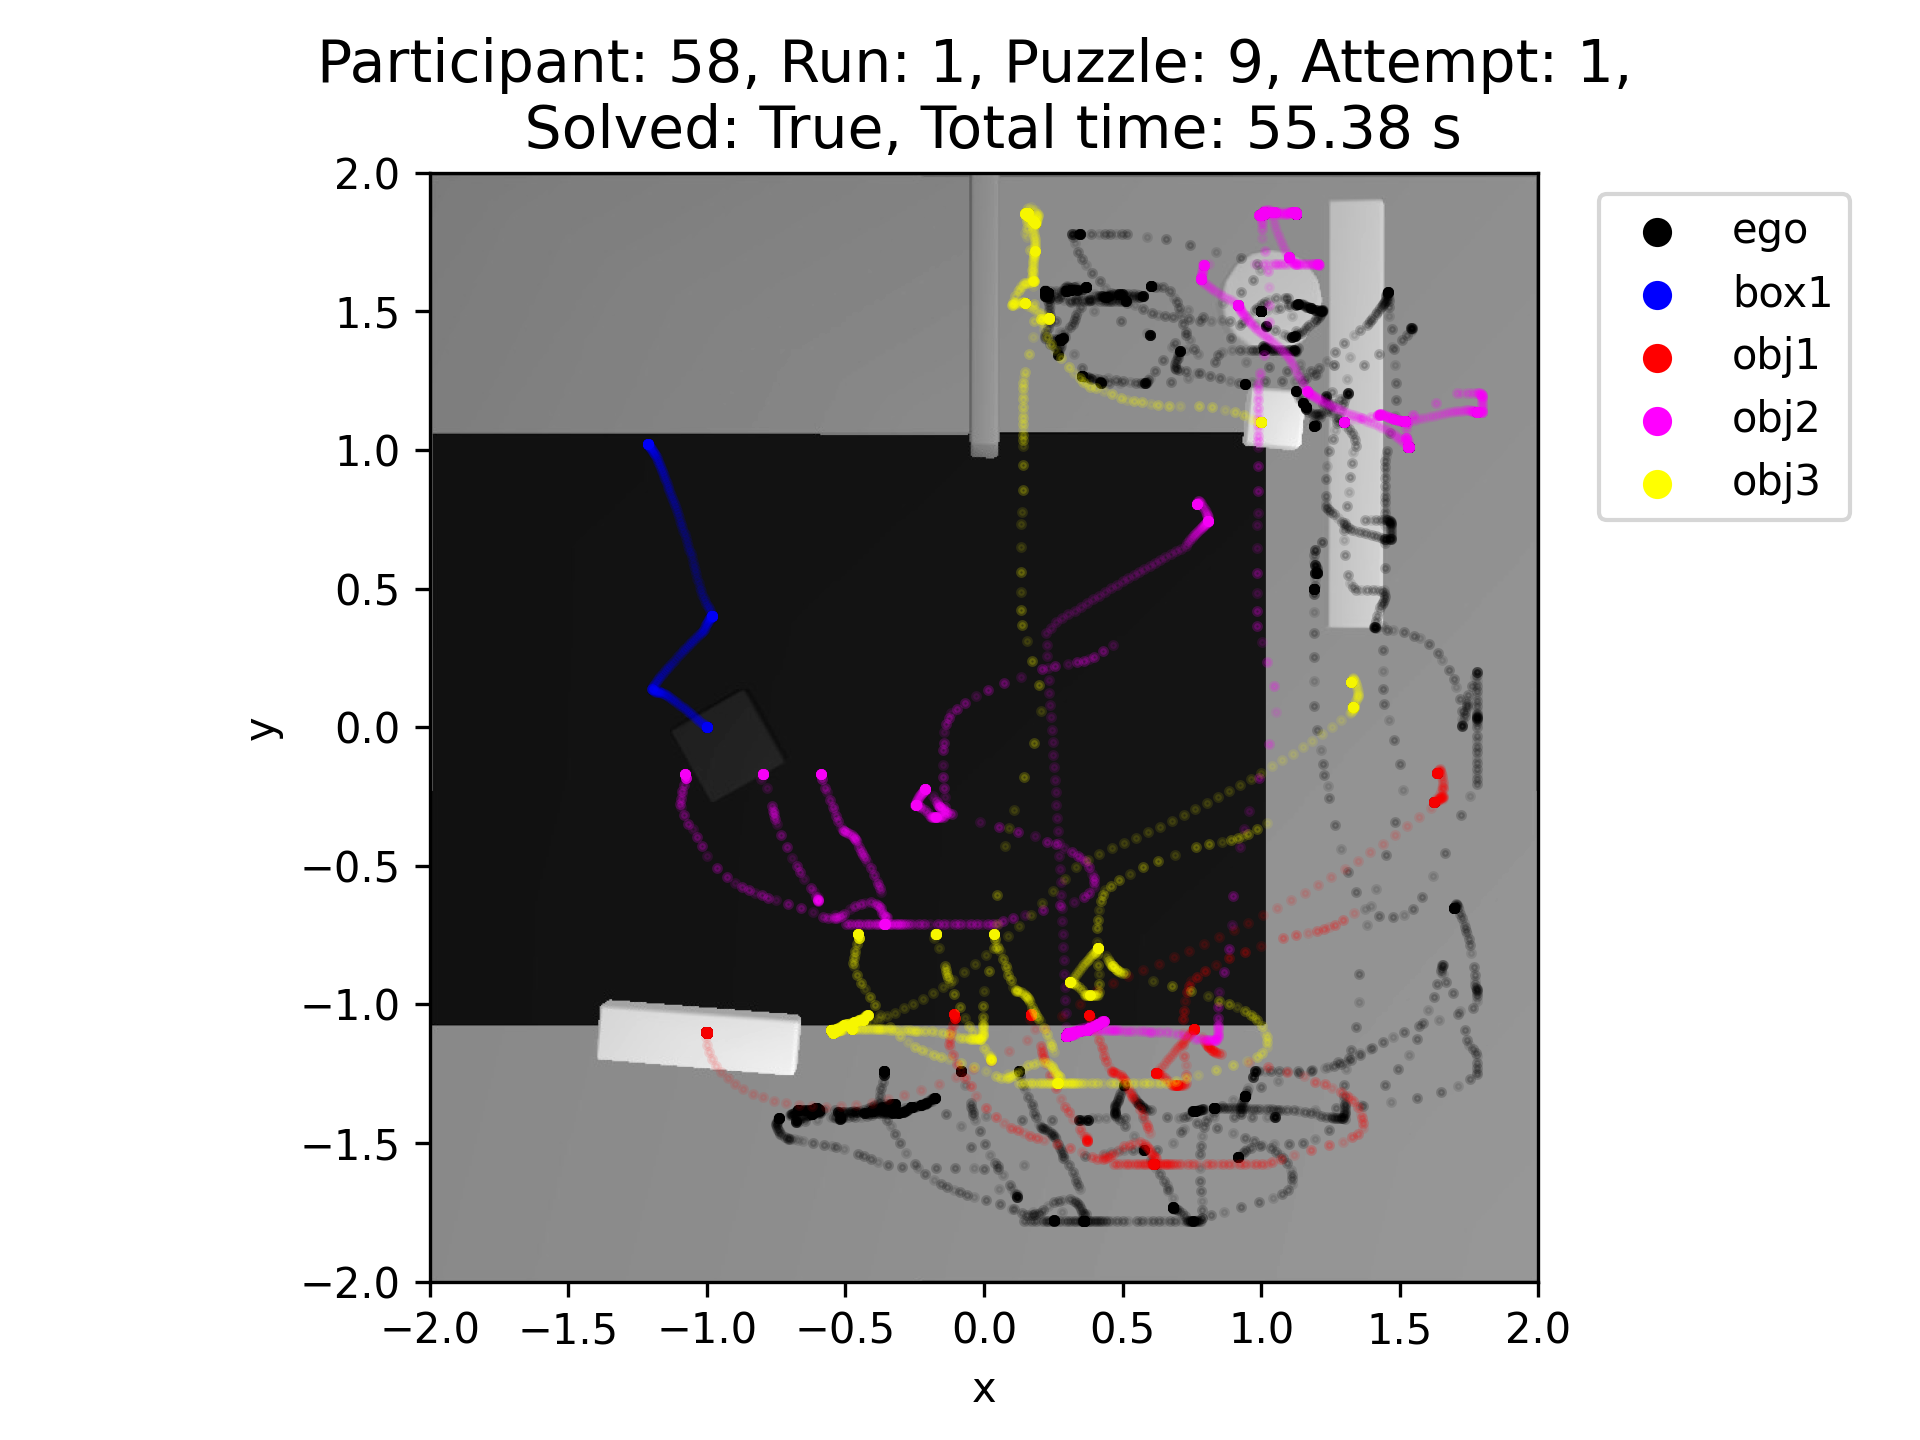 Participant: 58, Run: 1, Puzzle: 9, Attempt: 1,
Solved: True, Total time: 55.38 s
ego
box1
obj1
obj2
obj3
y
2.0
1.5
1.0
0.5
0.0
−0.5
−1.0
−1.5
−2.0
−2.0 −1.5 −1.0 −0.5 0.0 0.5 1.0 1.5 2.0
x